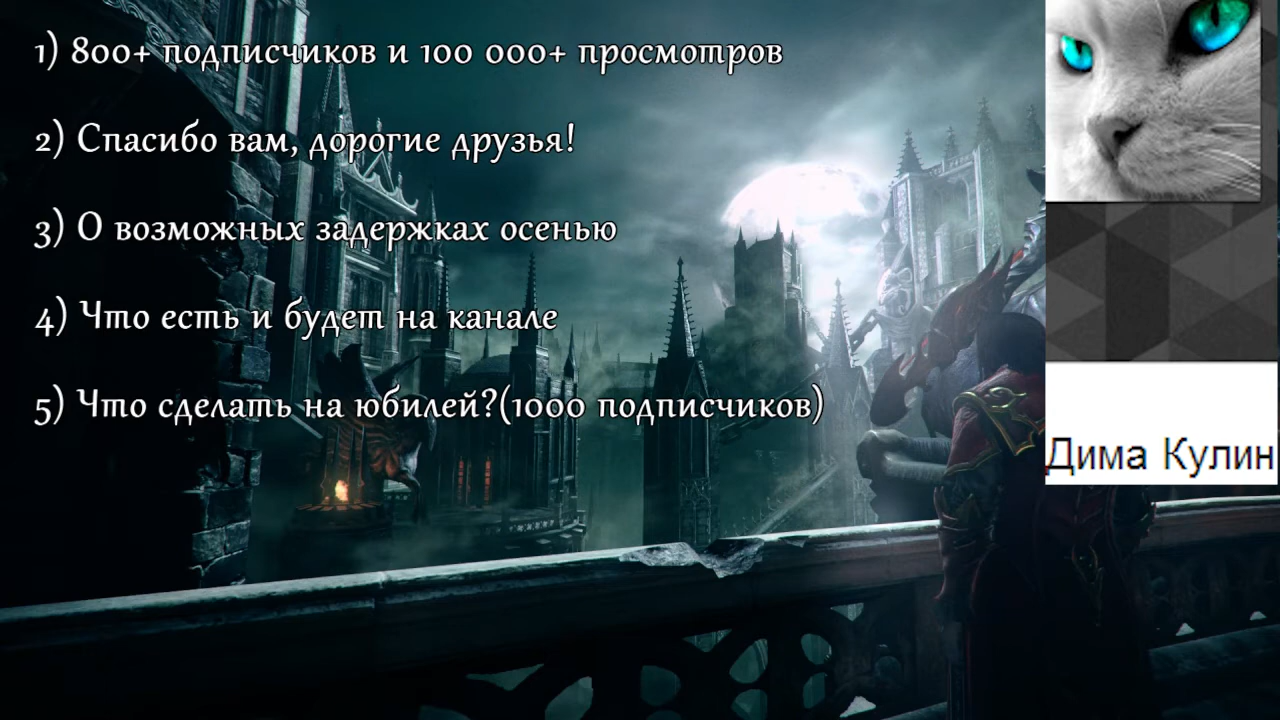 1) 800+ подписчиков и 100 000+ просмотров
2) Спасибо вам, дорогие друзья!
3) О возможных задержках осенью
4) Что есть и будет на канале
5) Что сделать на юбилей?(1000 подписчиков)
Дима Кулин